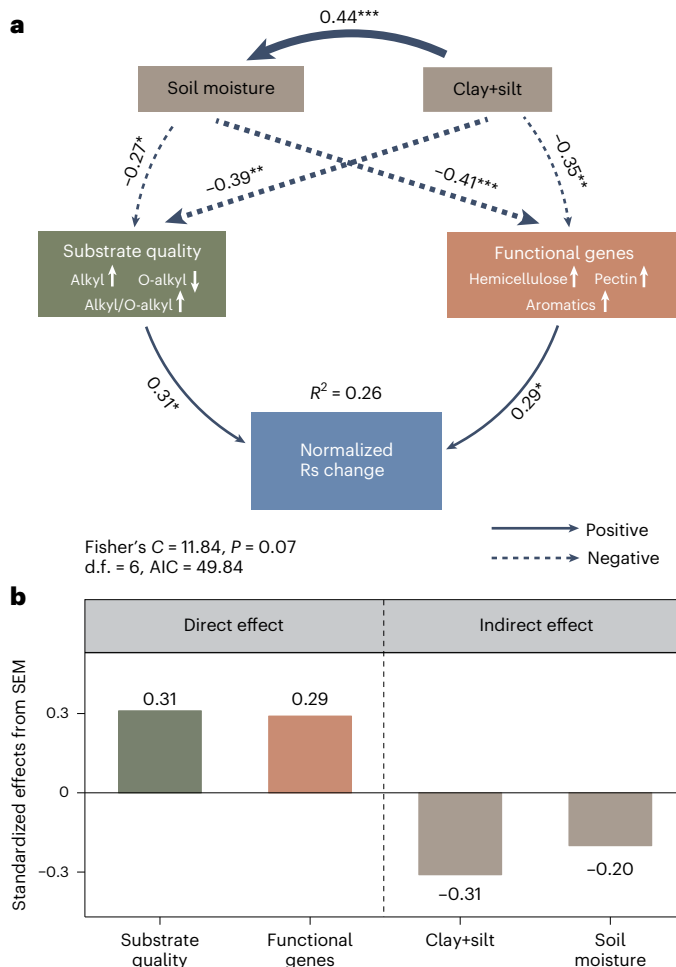 a
0.44***
Soil moisture
Clay+silt
−0.27*
−0.39**
−0.41***
−0.35**
Substrate quality
Alkyl↑ O-alkyl↓
Alkyl/O-alkyl↑
Functional genes
Hemicellulose↑ Pectin↑
Aromatics↑
0.31*
R² = 0.26
0.29*
Normalized
Rs change
Fisher's C = 11.84, P = 0.07
d.f. = 6, AIC = 49.84
Positive
Negative
b
Direct effect
Indirect effect
Standardized effects from SEM
0.3
0
−0.3
0.31
0.29
−0.31
−0.20
Substrate
quality
Functional
genes
Clay+silt
Soil
moisture